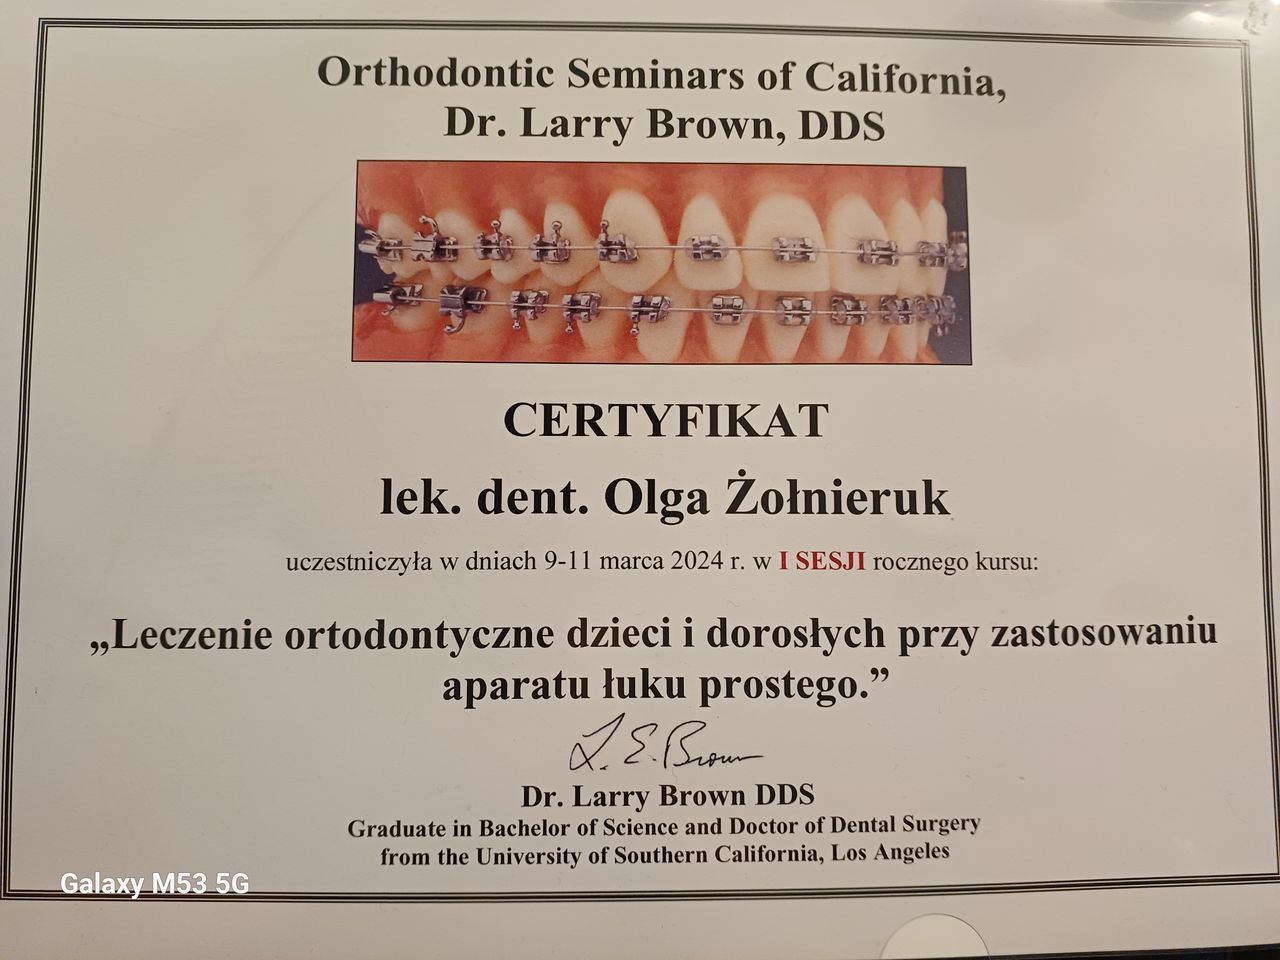 Orthodontic Seminars of California,
Dr. Larry Brown, DDS
CERTYFIKAT
lek. dent. Olga Żołnieruk
uczestniczyła w dniach 9-11 marca 2024 r. w I SESJI rocznego kursu:
„Leczenie ortodontyczne dzieci i dorosłych przy zastosowaniu
aparatu łuku prostego.”
L. E. Brown
Dr. Larry Brown DDS
Graduate in Bachelor of Science and Doctor of Dental Surgery
from the University of Southern California, Los Angeles
Galaxy M53 5G